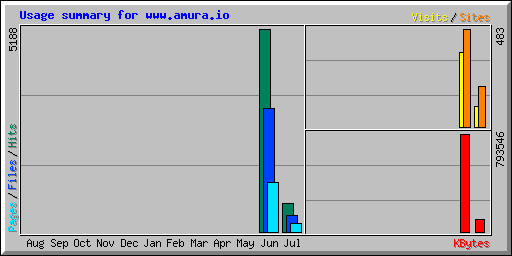 Usage summary for www.amura.io
Visits / Sites
5188
483
Pages / Files / Hits
793546
Aug Sep Oct Nov Dec Jan Feb Mar Apr May Jun Jul
KBytes